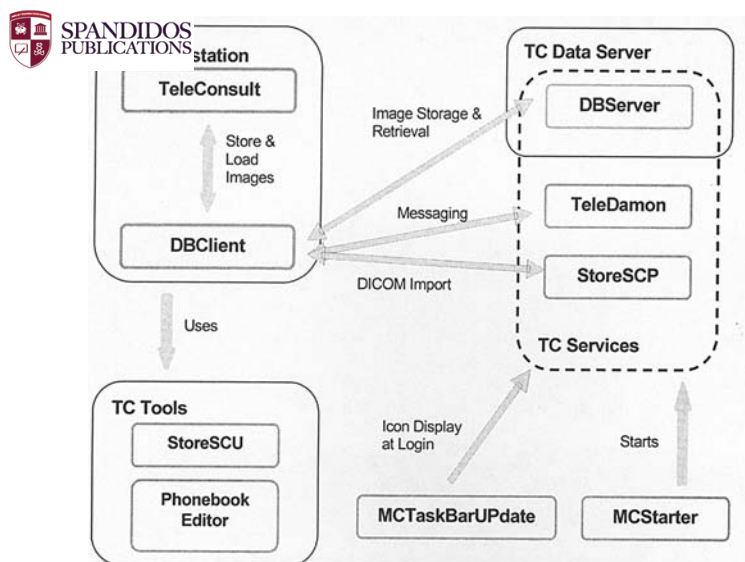 SPANDIDOS
PUBLICATIONS
station
TeleConsult
Store &
Load
Images
DBClient
Uses
TC Tools
StoreSCU
Phonebook
Editor
Image Storage &
Retrieval
Messaging
DICOM Import
TC Data Server
DBServer
TeleDamon
StoreSCP
TC Services
Icon Display
at Login
Starts
MCTaskBarUPdate
MCStarter